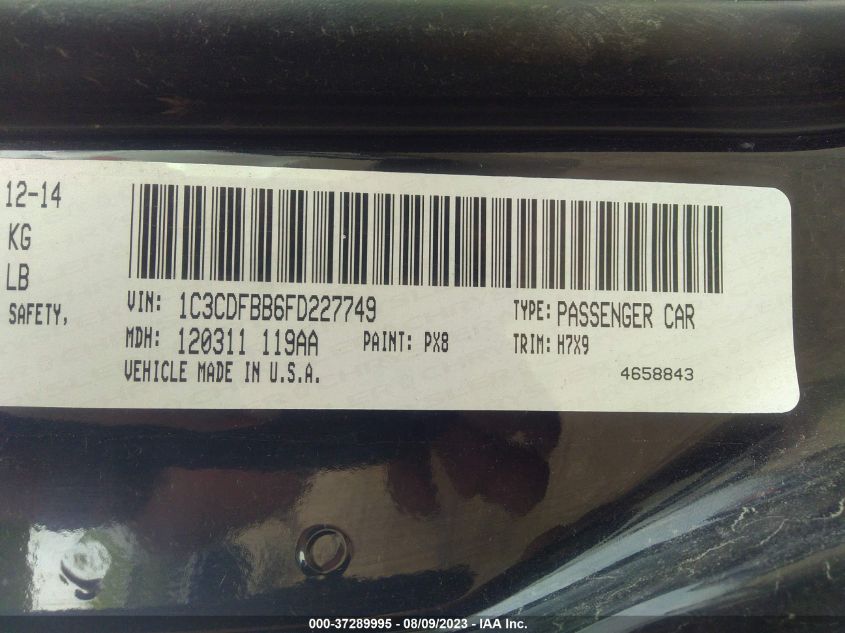 12-14
KG
LB
SAFETY,
VIN: 1C3CDFBB6FD227749
TYPE: PASSENGER CAR
MDH: 120311 119AA PAINT: PX8
TRIM: H7X9
VEHICLE MADE IN U.S.A.
4658843
000-37289995 - 08/09/2023 - IAA Inc.